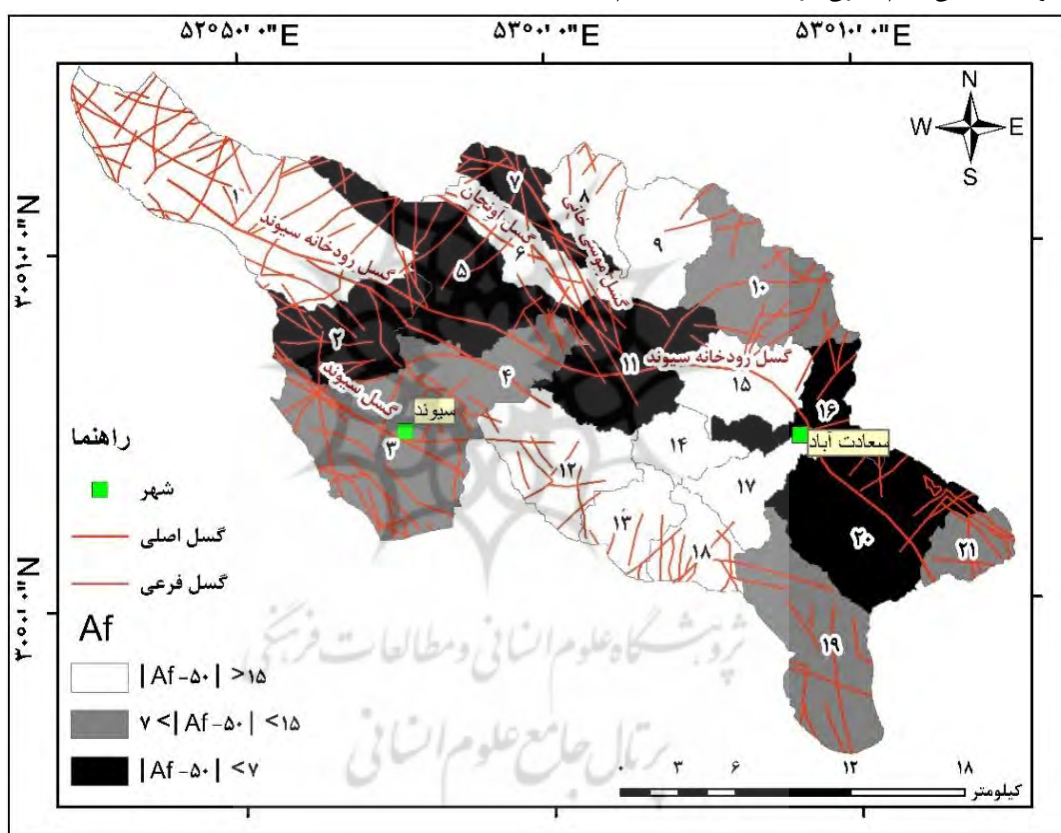 ۵۲°۵۰'۰"E
۵۳°۰'۰"E
۵۳°۱۰'۰"E
N
W
E
S
۳۰°۱۰'۰"N
۳۰°۵'۰"N
۱
۲
۳
۴
۵
۶
۷
۸
۹
۱۰
۱۱
۱۲
۱۳
۱۴
۱۵
۱۶
۱۷
۱۸
۱۹
۲۰
۲۱
گسل رودخانه سیوند
گسل اونجان
گسل موسی خانی
گسل رودخانه سیوند
گسل سیوند
سیوند
سعادت آباد
راهنما
شهر
گسل اصلی
گسل فرعی
Af
|Af-۵۰| >۱۵
۷ <|Af-۵۰| <۱۵
|Af-۵۰| <۷
پژوهشگاه علوم انسانی و مطالعات فرهنگی
پرتال جامع علوم انسانی
۰ ۳ ۶ ۱۲ ۱۸
کیلومتر